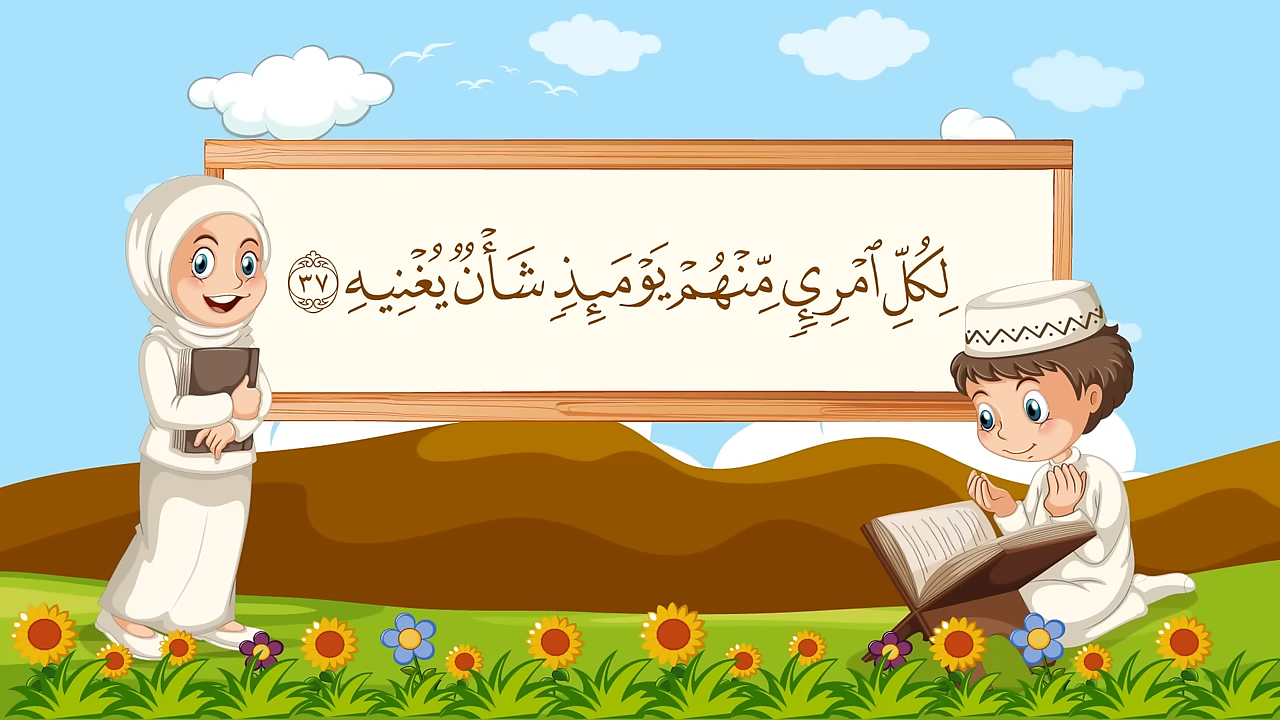 لِكُلِّ ٱمْرِئٍ مِّنْهُمْ يَوْمَئِذٍ شَأْنٌ يُغْنِيهِ ٣٧